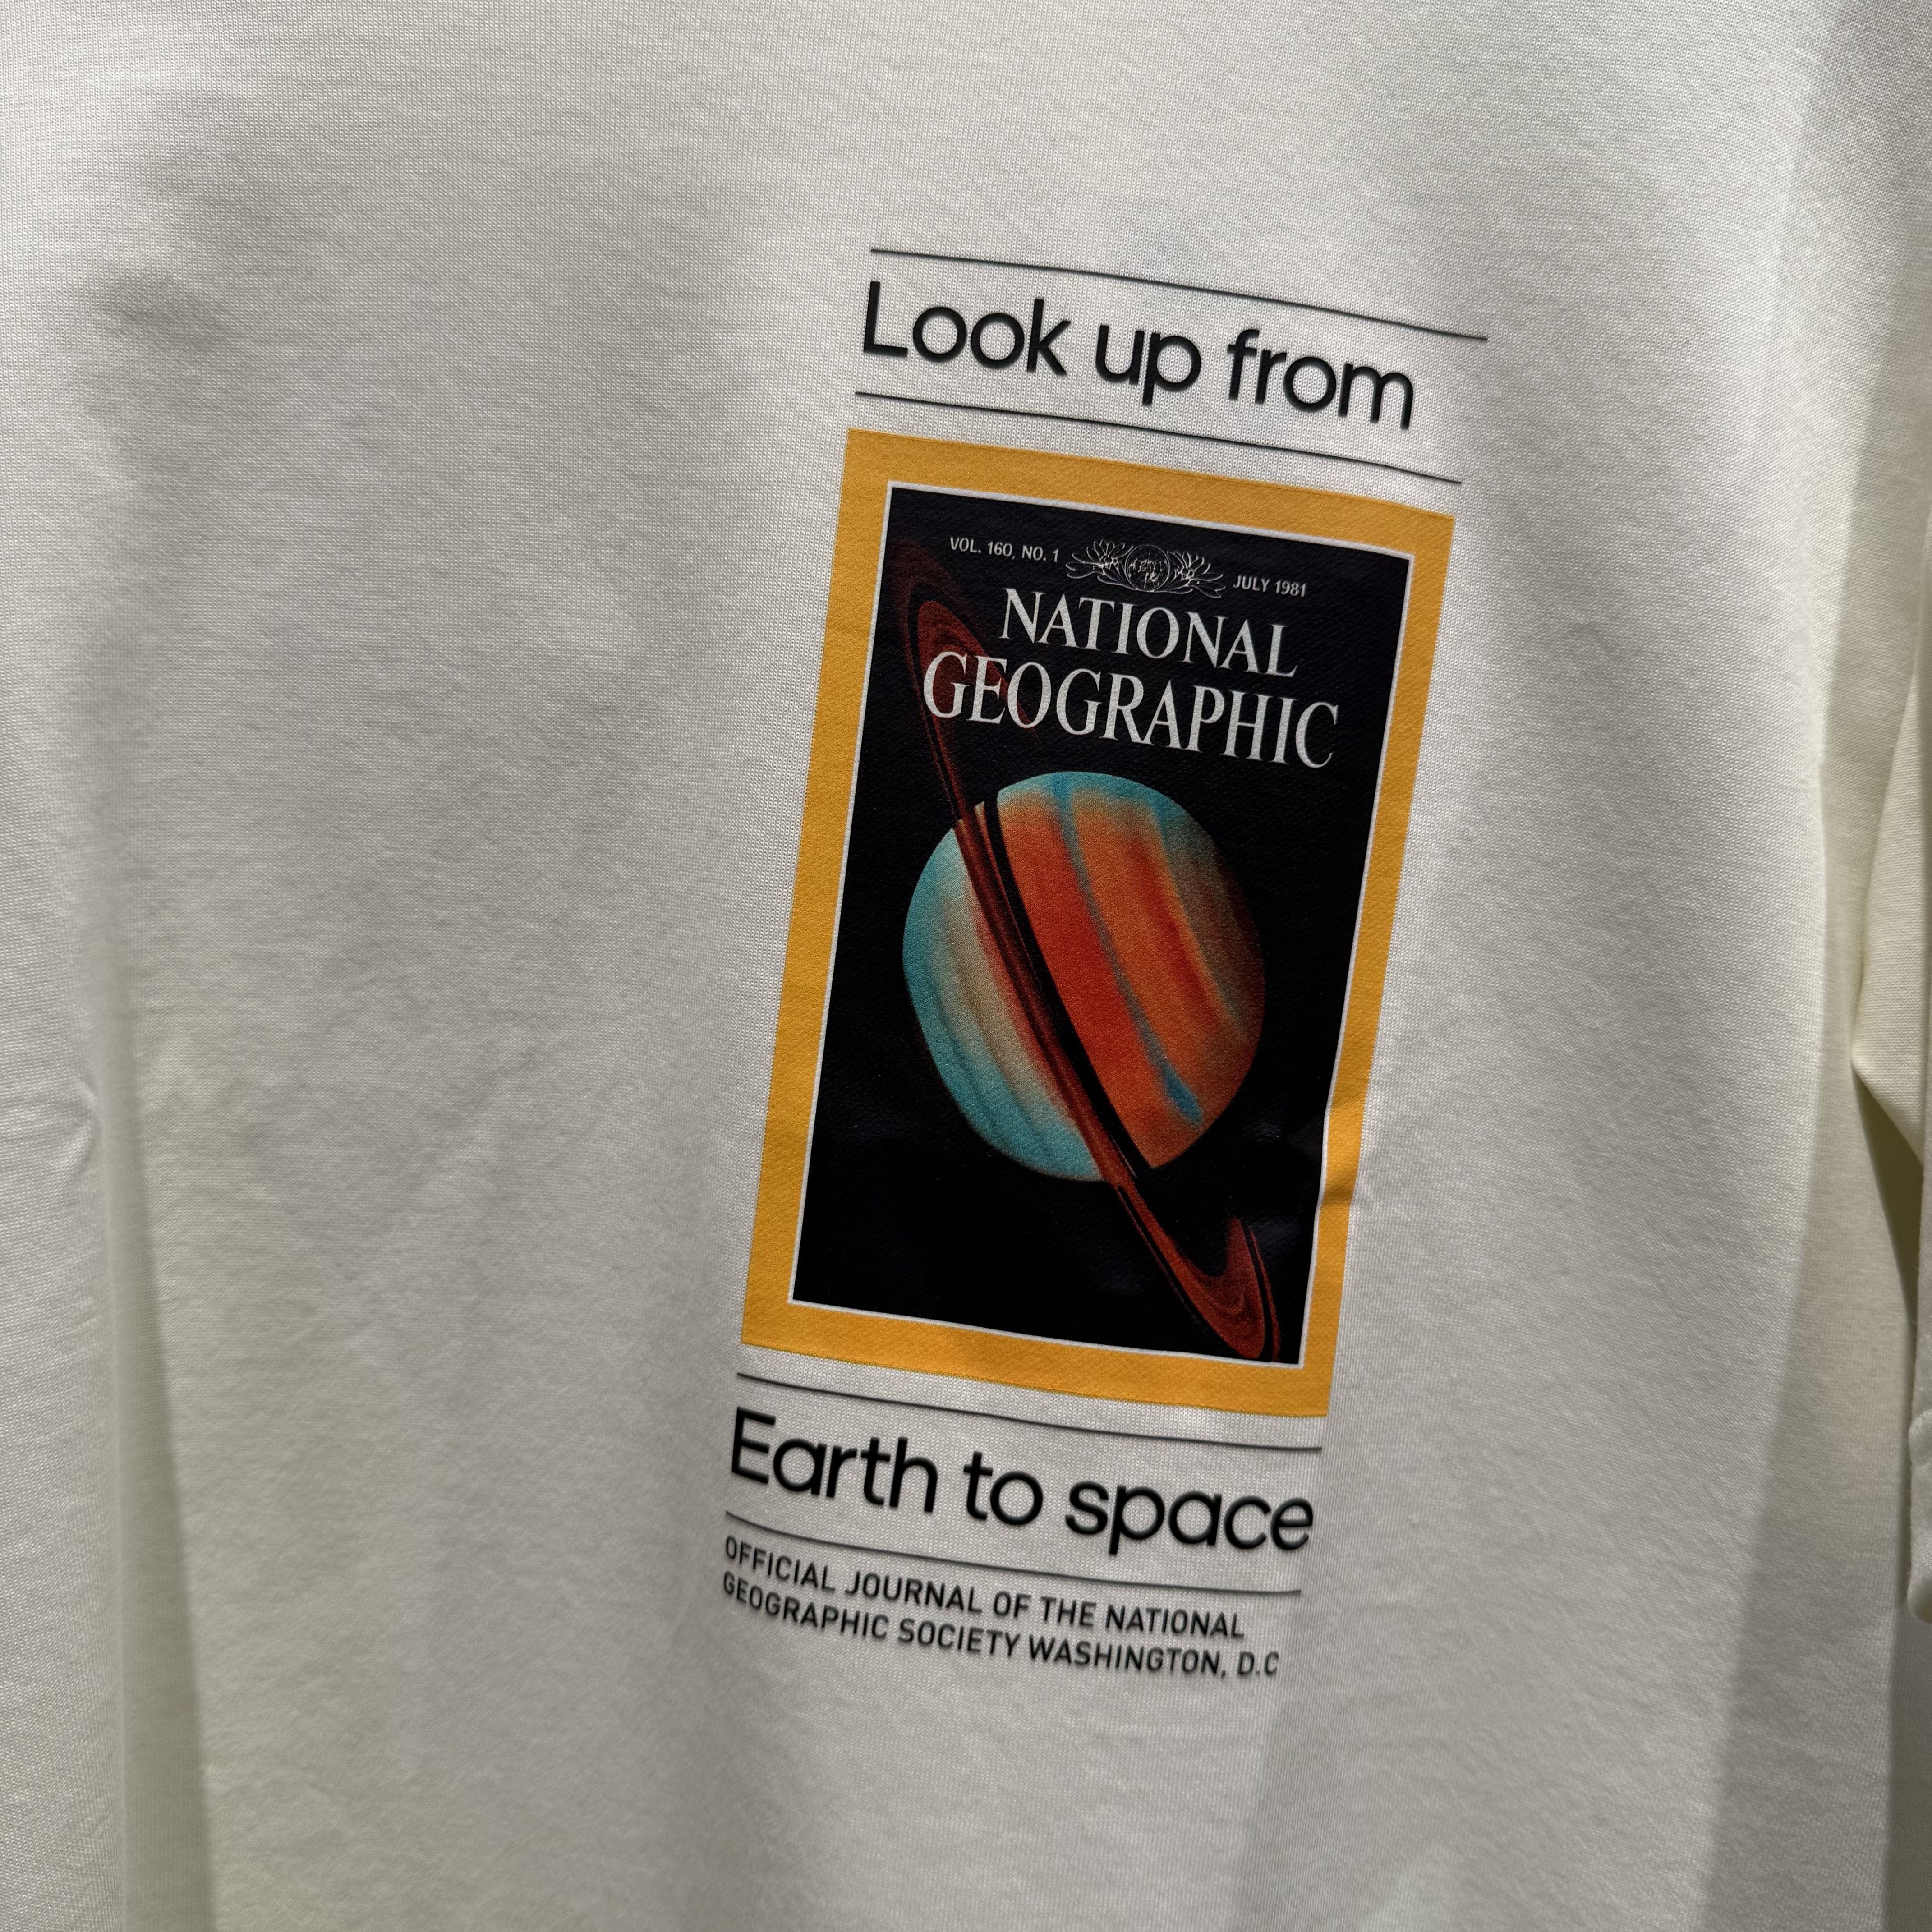 Look up from
VOL. 160, NO. 1
JULY 1981
NATIONAL
GEOGRAPHIC
Earth to space
OFFICIAL JOURNAL OF THE NATIONAL
GEOGRAPHIC SOCIETY WASHINGTON, D.C